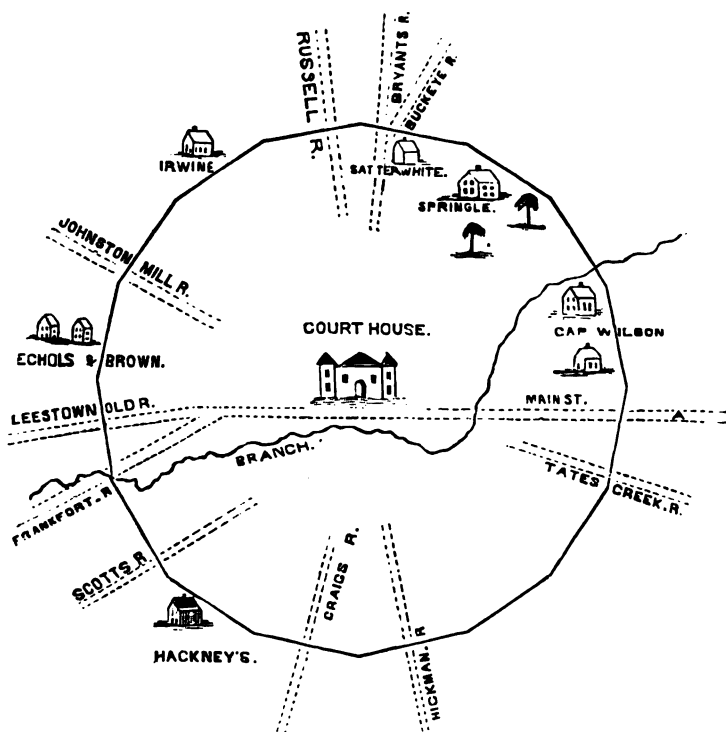 RUSSELL R.
BRYANTS R.
BUCKEYE R.
IRWINE
SATTERWHITE.
SPRINGLE.
JOHNSTON MILL R.
COURT HOUSE.
CAP WILSON
ECHOLS & BROWN.
LEESTOWN OLD R.
MAIN ST.
BRANCH.
TATES CREEK. R.
FRANKFORT. R
SCOTTS R.
CRAIGS R.
HICKMAN. R
HACKNEY'S.